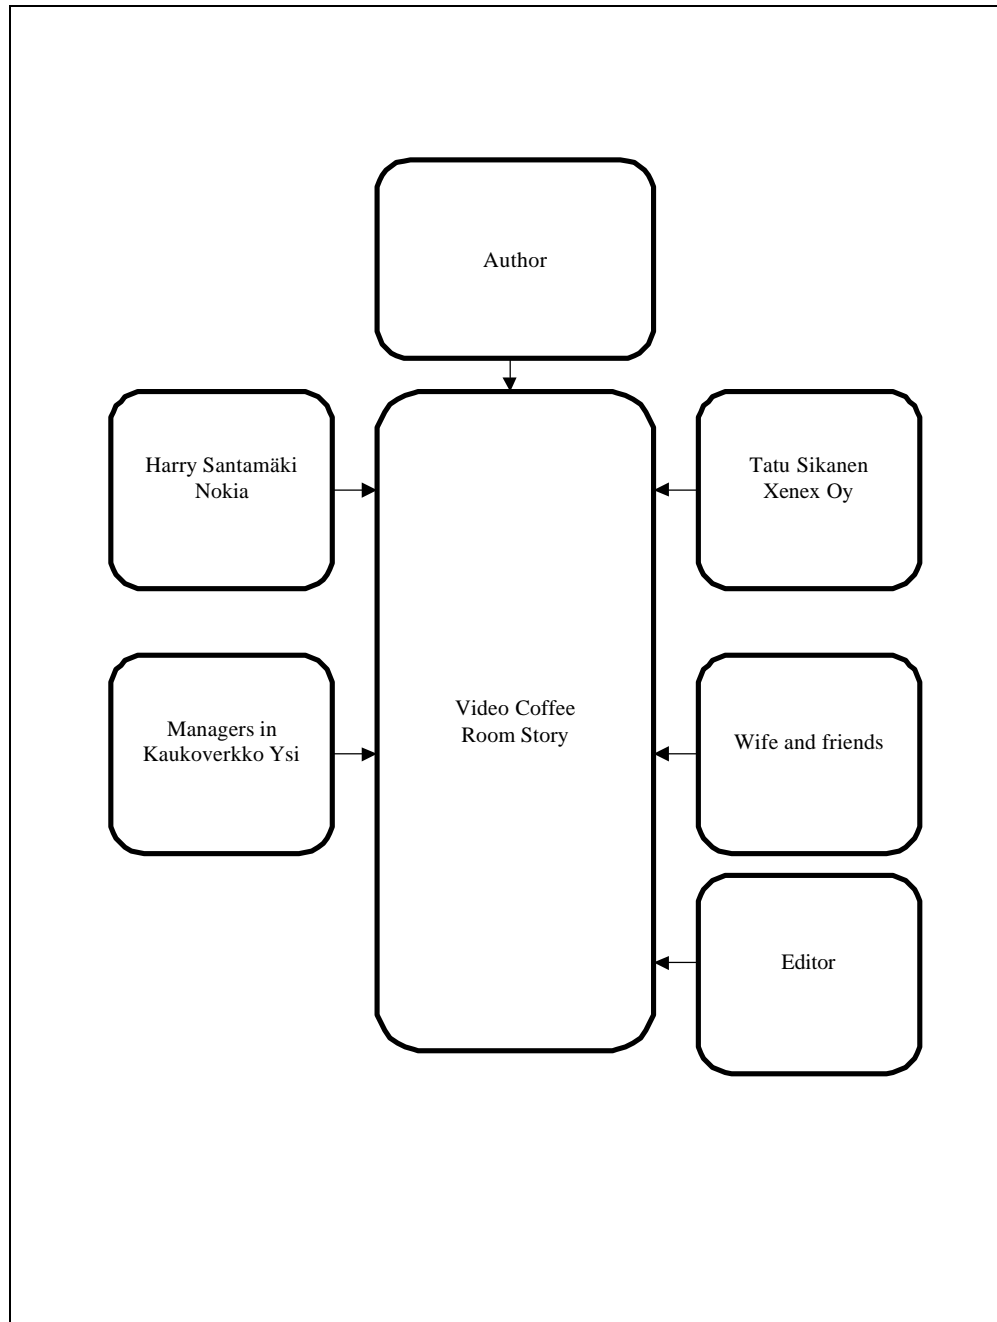 Author
Harry Santamäki
Nokia
Tatu Sikanen
Xenex Oy
Managers in
Kaukoverkko Ysi
Video Coffee
Room Story
Wife and friends
Editor